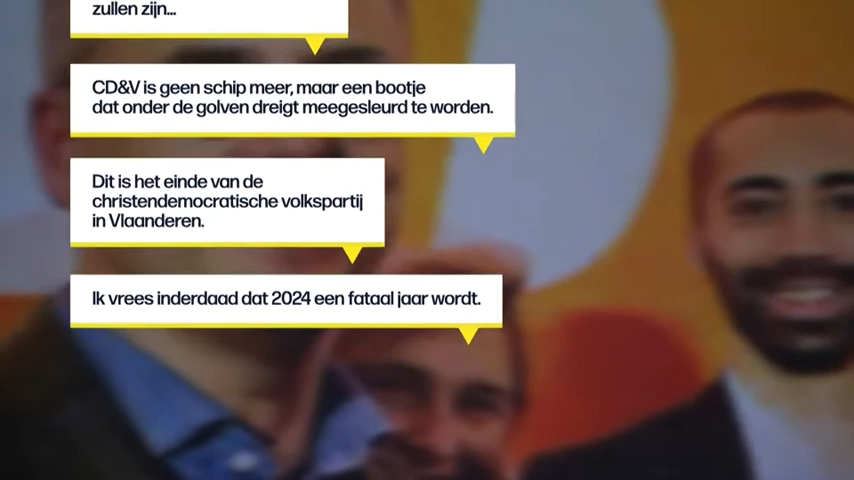 zullen zijn...
CD&V is geen schip meer, maar een bootje
dat onder de golven dreigt meegesleurd te worden.
Dit is het einde van de
christendemocratische volkspartij
in Vlaanderen.
Ik vrees inderdaad dat 2024 een fataal jaar wordt.